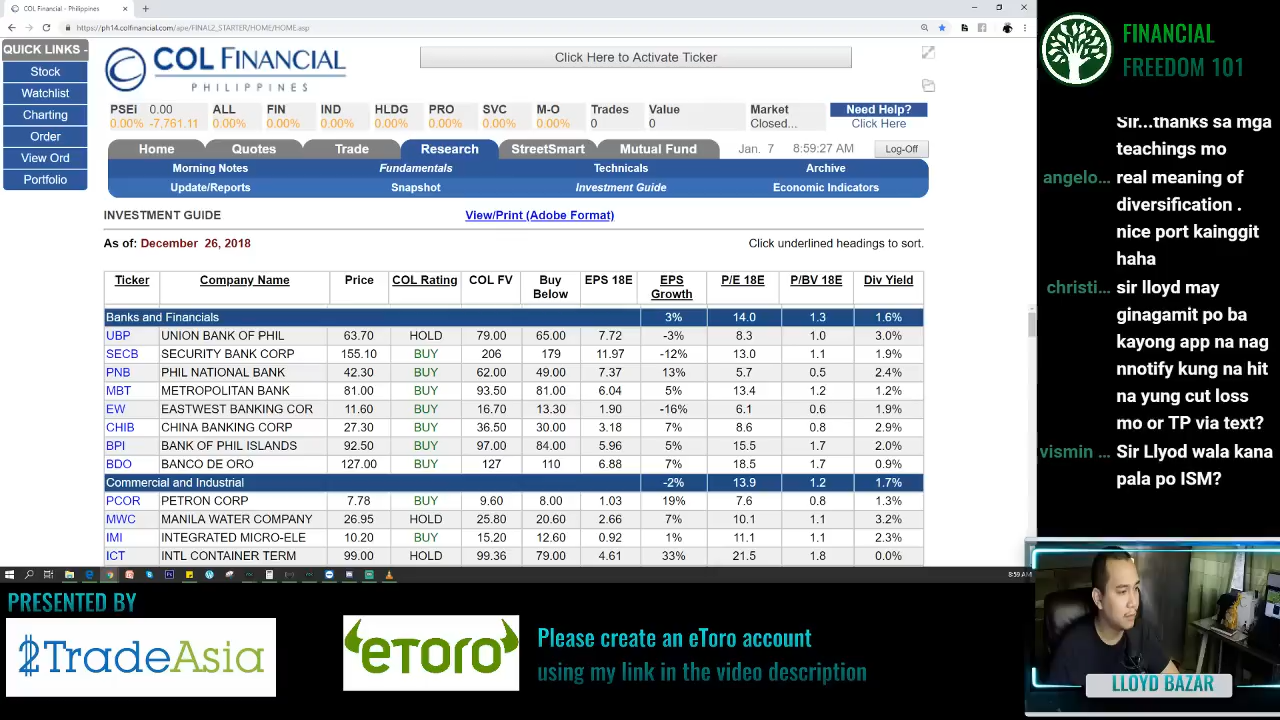 COL Financial - Philippines
https://ph14.colfinancial.com/ape/FINAL2_STARTER/HOME/HOME.asp
QUICK LINKS -
Stock
Watchlist
Charting
Order
View Ord
Portfolio
COL FINANCIAL
PHILIPPINES
Click Here to Activate Ticker
PSEi 0.00 ALL FIN IND HLDG PRO SVC M-O Trades Value Market Need Help?
0.00% -7,761.11 0.00% 0.00% 0.00% 0.00% 0.00% 0.00% 0.00% 0 0 Closed... Click Here
Home Quotes Trade Research StreetSmart Mutual Fund Jan. 7 8:59:27 AM Log-Off
Morning Notes Fundamentals Technicals Archive
Update/Reports Snapshot Investment Guide Economic Indicators
INVESTMENT GUIDE View/Print (Adobe Format)
As of: December 26, 2018 Click underlined headings to sort.
Ticker Company Name Price COL Rating COL FV Buy Below EPS 18E EPS Growth P/E 18E P/BV 18E Div Yield
Banks and Financials 3% 14.0 1.3 1.6%
UBP UNION BANK OF PHIL 63.70 HOLD 79.00 65.00 7.72 -3% 8.3 1.0 3.0%
SECB SECURITY BANK CORP 155.10 BUY 206 179 11.97 -12% 13.0 1.1 1.9%
PNB PHIL NATIONAL BANK 42.30 BUY 62.00 49.00 7.37 13% 5.7 0.5 2.4%
MBT METROPOLITAN BANK 81.00 BUY 93.50 81.00 6.04 5% 13.4 1.2 1.2%
EW EASTWEST BANKING COR 11.60 BUY 16.70 13.30 1.90 -16% 6.1 0.6 1.9%
CHIB CHINA BANKING CORP 27.30 BUY 38.50 30.00 3.18 7% 8.6 0.8 2.9%
BPI BANK OF PHIL ISLANDS 92.50 BUY 97.00 84.00 5.96 5% 15.5 1.7 2.0%
BDO BANCO DE ORO 127.00 BUY 127 110 6.88 7% 18.5 1.7 0.9%
Commercial and Industrial -2% 13.9 1.2 1.7%
PCOR PETRON CORP 7.78 BUY 9.60 8.00 1.03 19% 7.6 0.8 1.3%
MWC MANILA WATER COMPANY 26.95 HOLD 25.80 20.60 2.66 7% 10.1 1.1 3.2%
IMI INTEGRATED MICRO-ELE 10.20 BUY 15.20 12.60 0.92 1% 11.1 1.1 2.3%
ICT INTL CONTAINER TERM 99.00 HOLD 99.36 79.00 4.61 33% 21.5 1.8 0.0%
8:59 AM
FINANCIAL
FREEDOM 101
Sir...thanks sa mga
teachings mo
angelo... real meaning of
diversification .
nice port kainggit
haha
christi... sir lloyd may
ginagamit po ba
kayong app na nag
nnotify kung na hit
na yung cut loss
mo or TP via text?
vismin ... Sir Llyod wala kana
pala po ISM?
PRESENTED BY
2TradeAsia
eToro
Please create an eToro account
using my link in the video description
LLOYD BAZAR